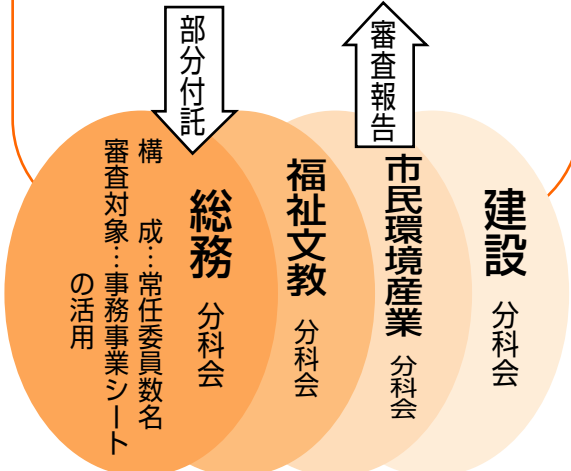 部分付託
審査報告
建設 分科会
市民環境産業 分科会
福祉文教 分科会
総務 分科会
構　成…常任委員数名
審査対象…事務事業シート
の活用